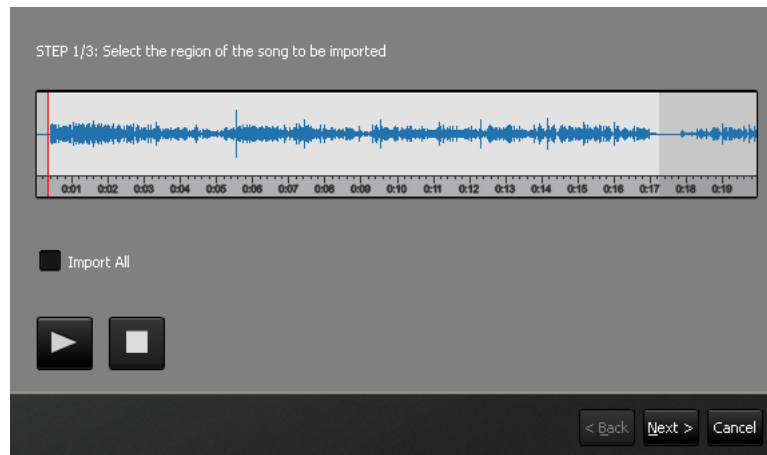 STEP 1/3: Select the region of the song to be imported
0:01 0:02 0:03 0:04 0:05 0:06 0:07 0:08 0:09 0:10 0:11 0:12 0:13 0:14 0:15 0:16 0:17 0:18 0:19
Import All
< Back Next > Cancel